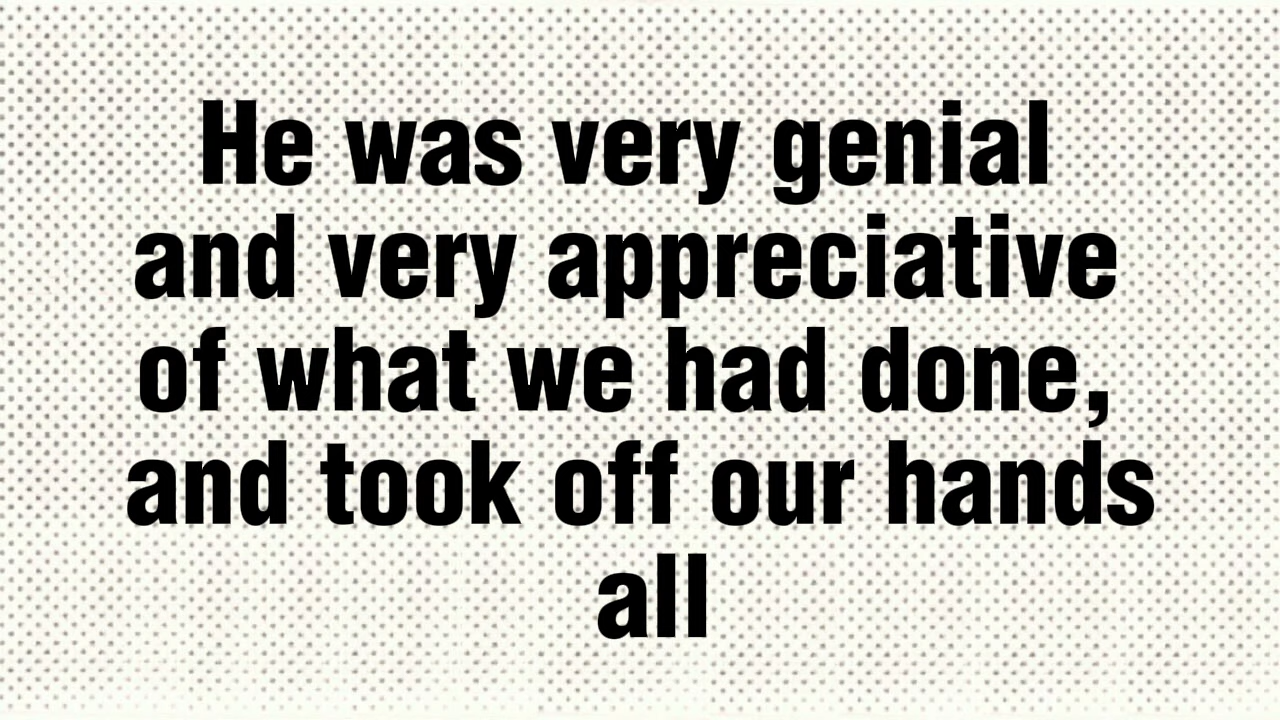 He was very genial
and very appreciative
of what we had done,
and took off our hands
all